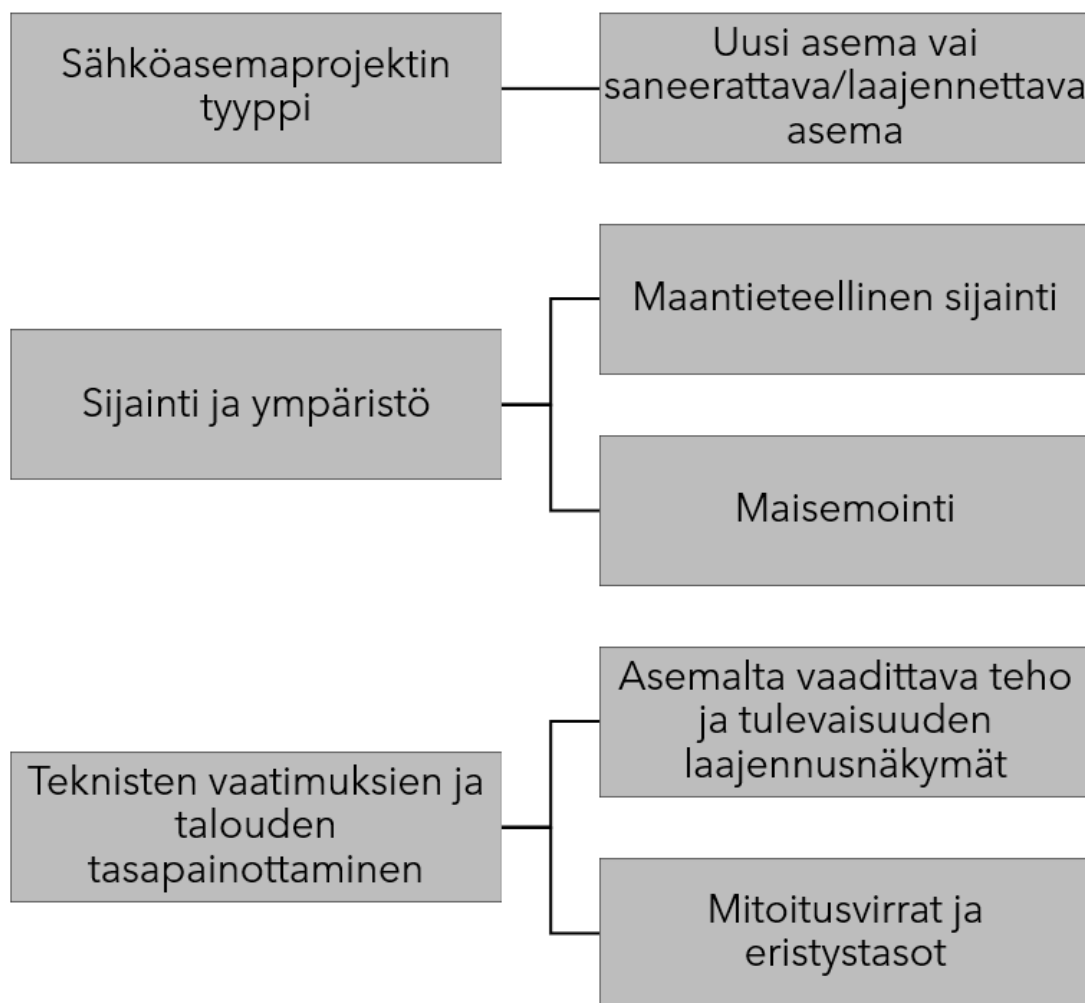 Sähköasemaprojektin
tyyppi
Uusi asema vai
saneerattava/laajennettava
asema
Sijainti ja ympäristö
Maantieteellinen sijainti
Maisemointi
Teknisten vaatimuksien ja
talouden
tasapainottaminen
Asemalta vaadittava teho
ja tulevaisuuden
laajennusnäkymät
Mitoitusvirrat ja
eristystasot